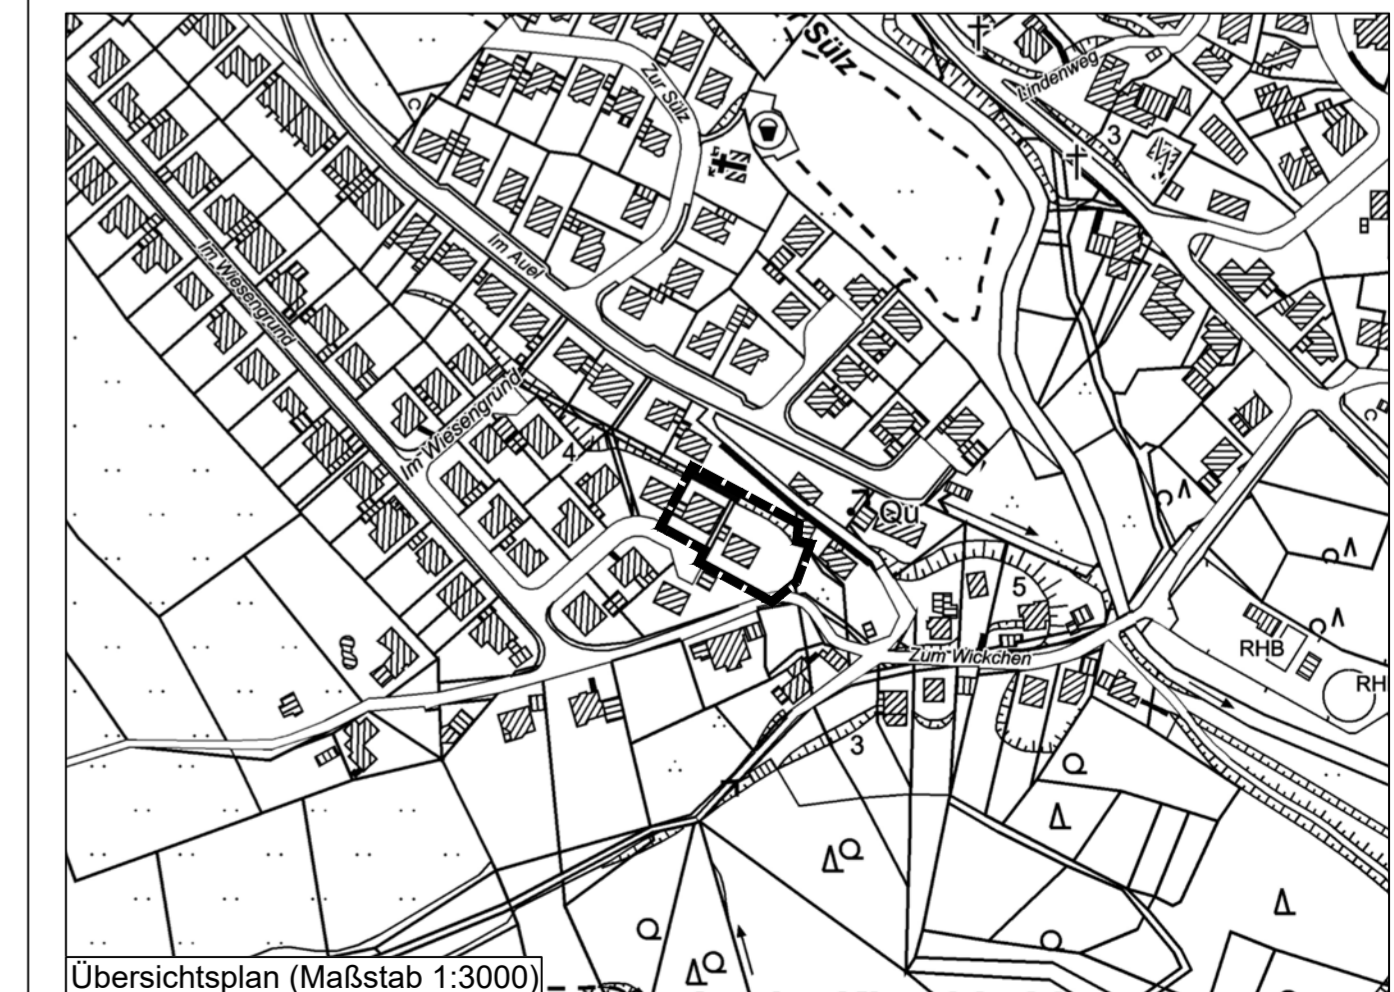 r Sülz
Lindenweg
3
Zur Sülz
Im Auel
Im Wiesengrund
Im Wiesengrund
4
Qu
5
Zum Wickchen
RHB
RH
3
Übersichtsplan (Maßstab 1:3000)